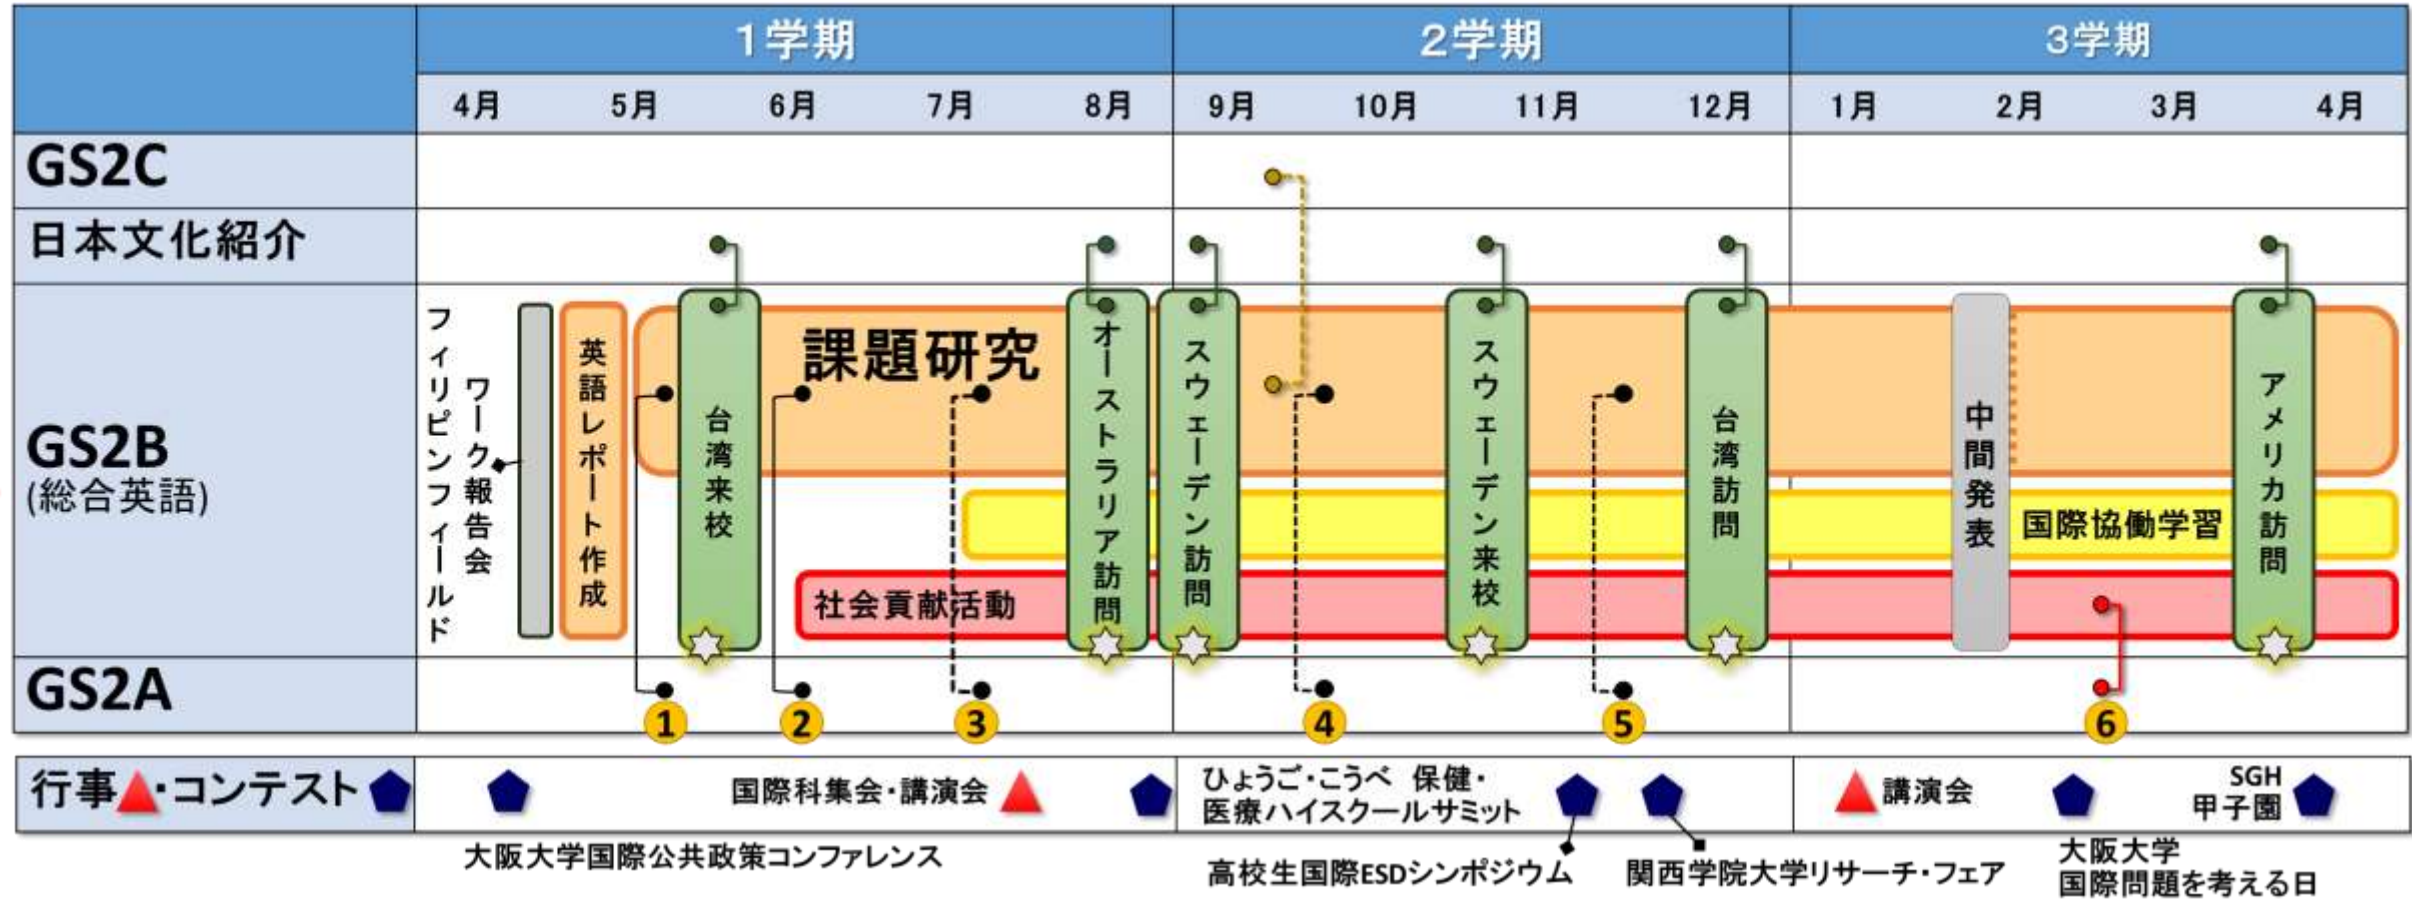 1学期
2学期
3学期
4月 5月 6月 7月 8月 9月 10月 11月 12月 1月 2月 3月 4月
GS2C
日本文化紹介
GS2B
(総合英語)
フィリピンフィールド
ワーク報告会
英語レポート作成
課題研究
台湾来校
オーストラリア訪問
スウェーデン訪問
スウェーデン来校
台湾訪問
中間発表
アメリカ訪問
国際協働学習
社会貢献活動
GS2A
1
2
3
4
5
6
行事・コンテスト
国際科集会・講演会
ひょうご・こうべ 保健・
医療ハイスクールサミット
講演会
SGH
甲子園
大阪大学国際公共政策コンファレンス
高校生国際ESDシンポジウム
関西学院大学リサーチ・フェア
大阪大学
国際問題を考える日